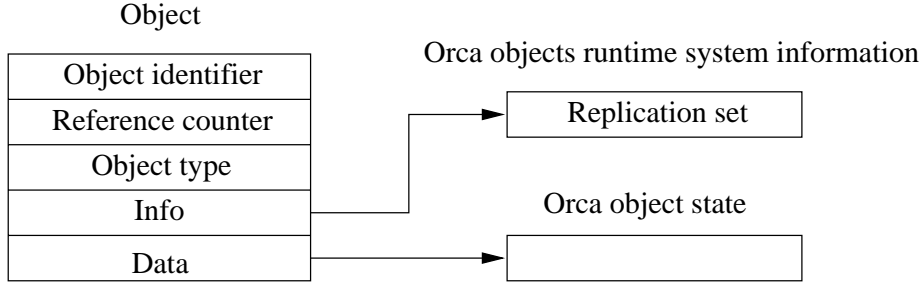 Object
Object identifier
Reference counter
Object type
Info
Data
Orca objects runtime system information
Replication set
Orca object state